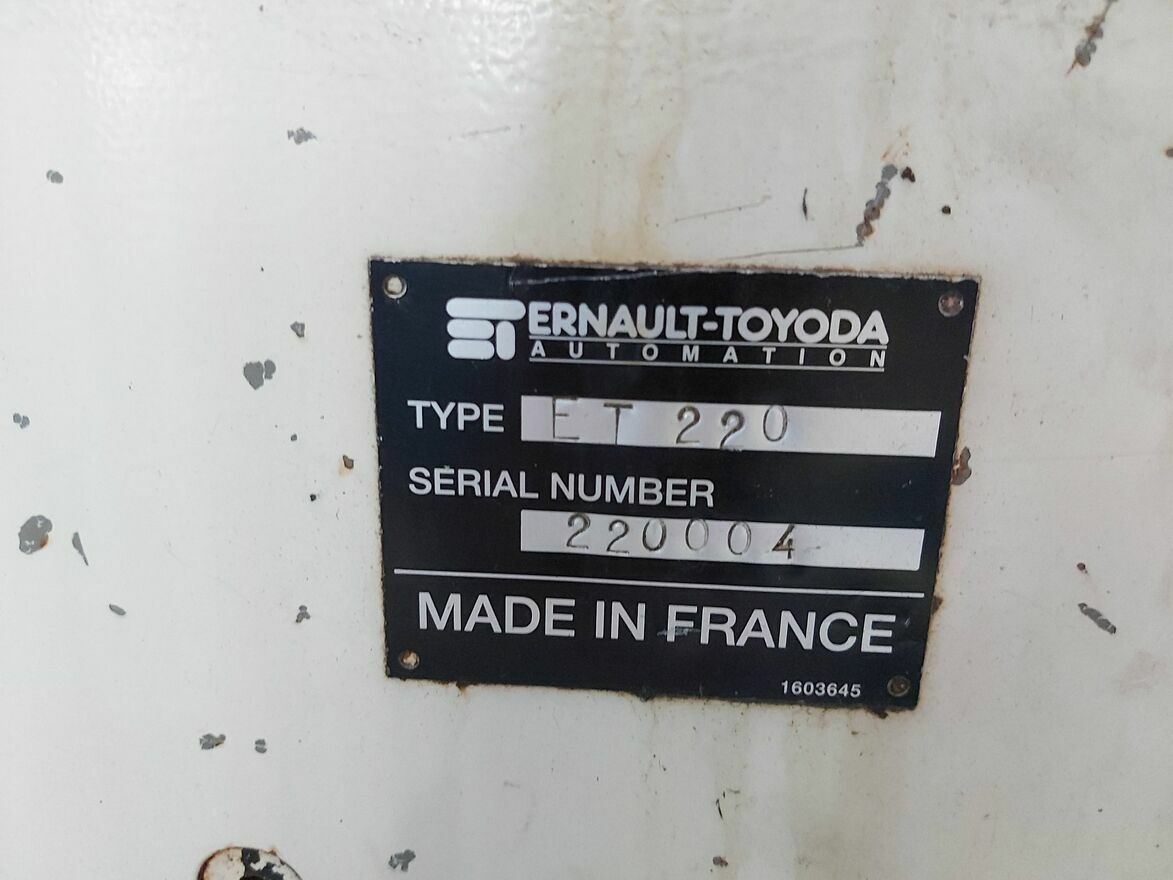 ERNAULT-TOYODA
AUTOMATION
TYPE ET 220
SERIAL NUMBER
220004
MADE IN FRANCE
1603645